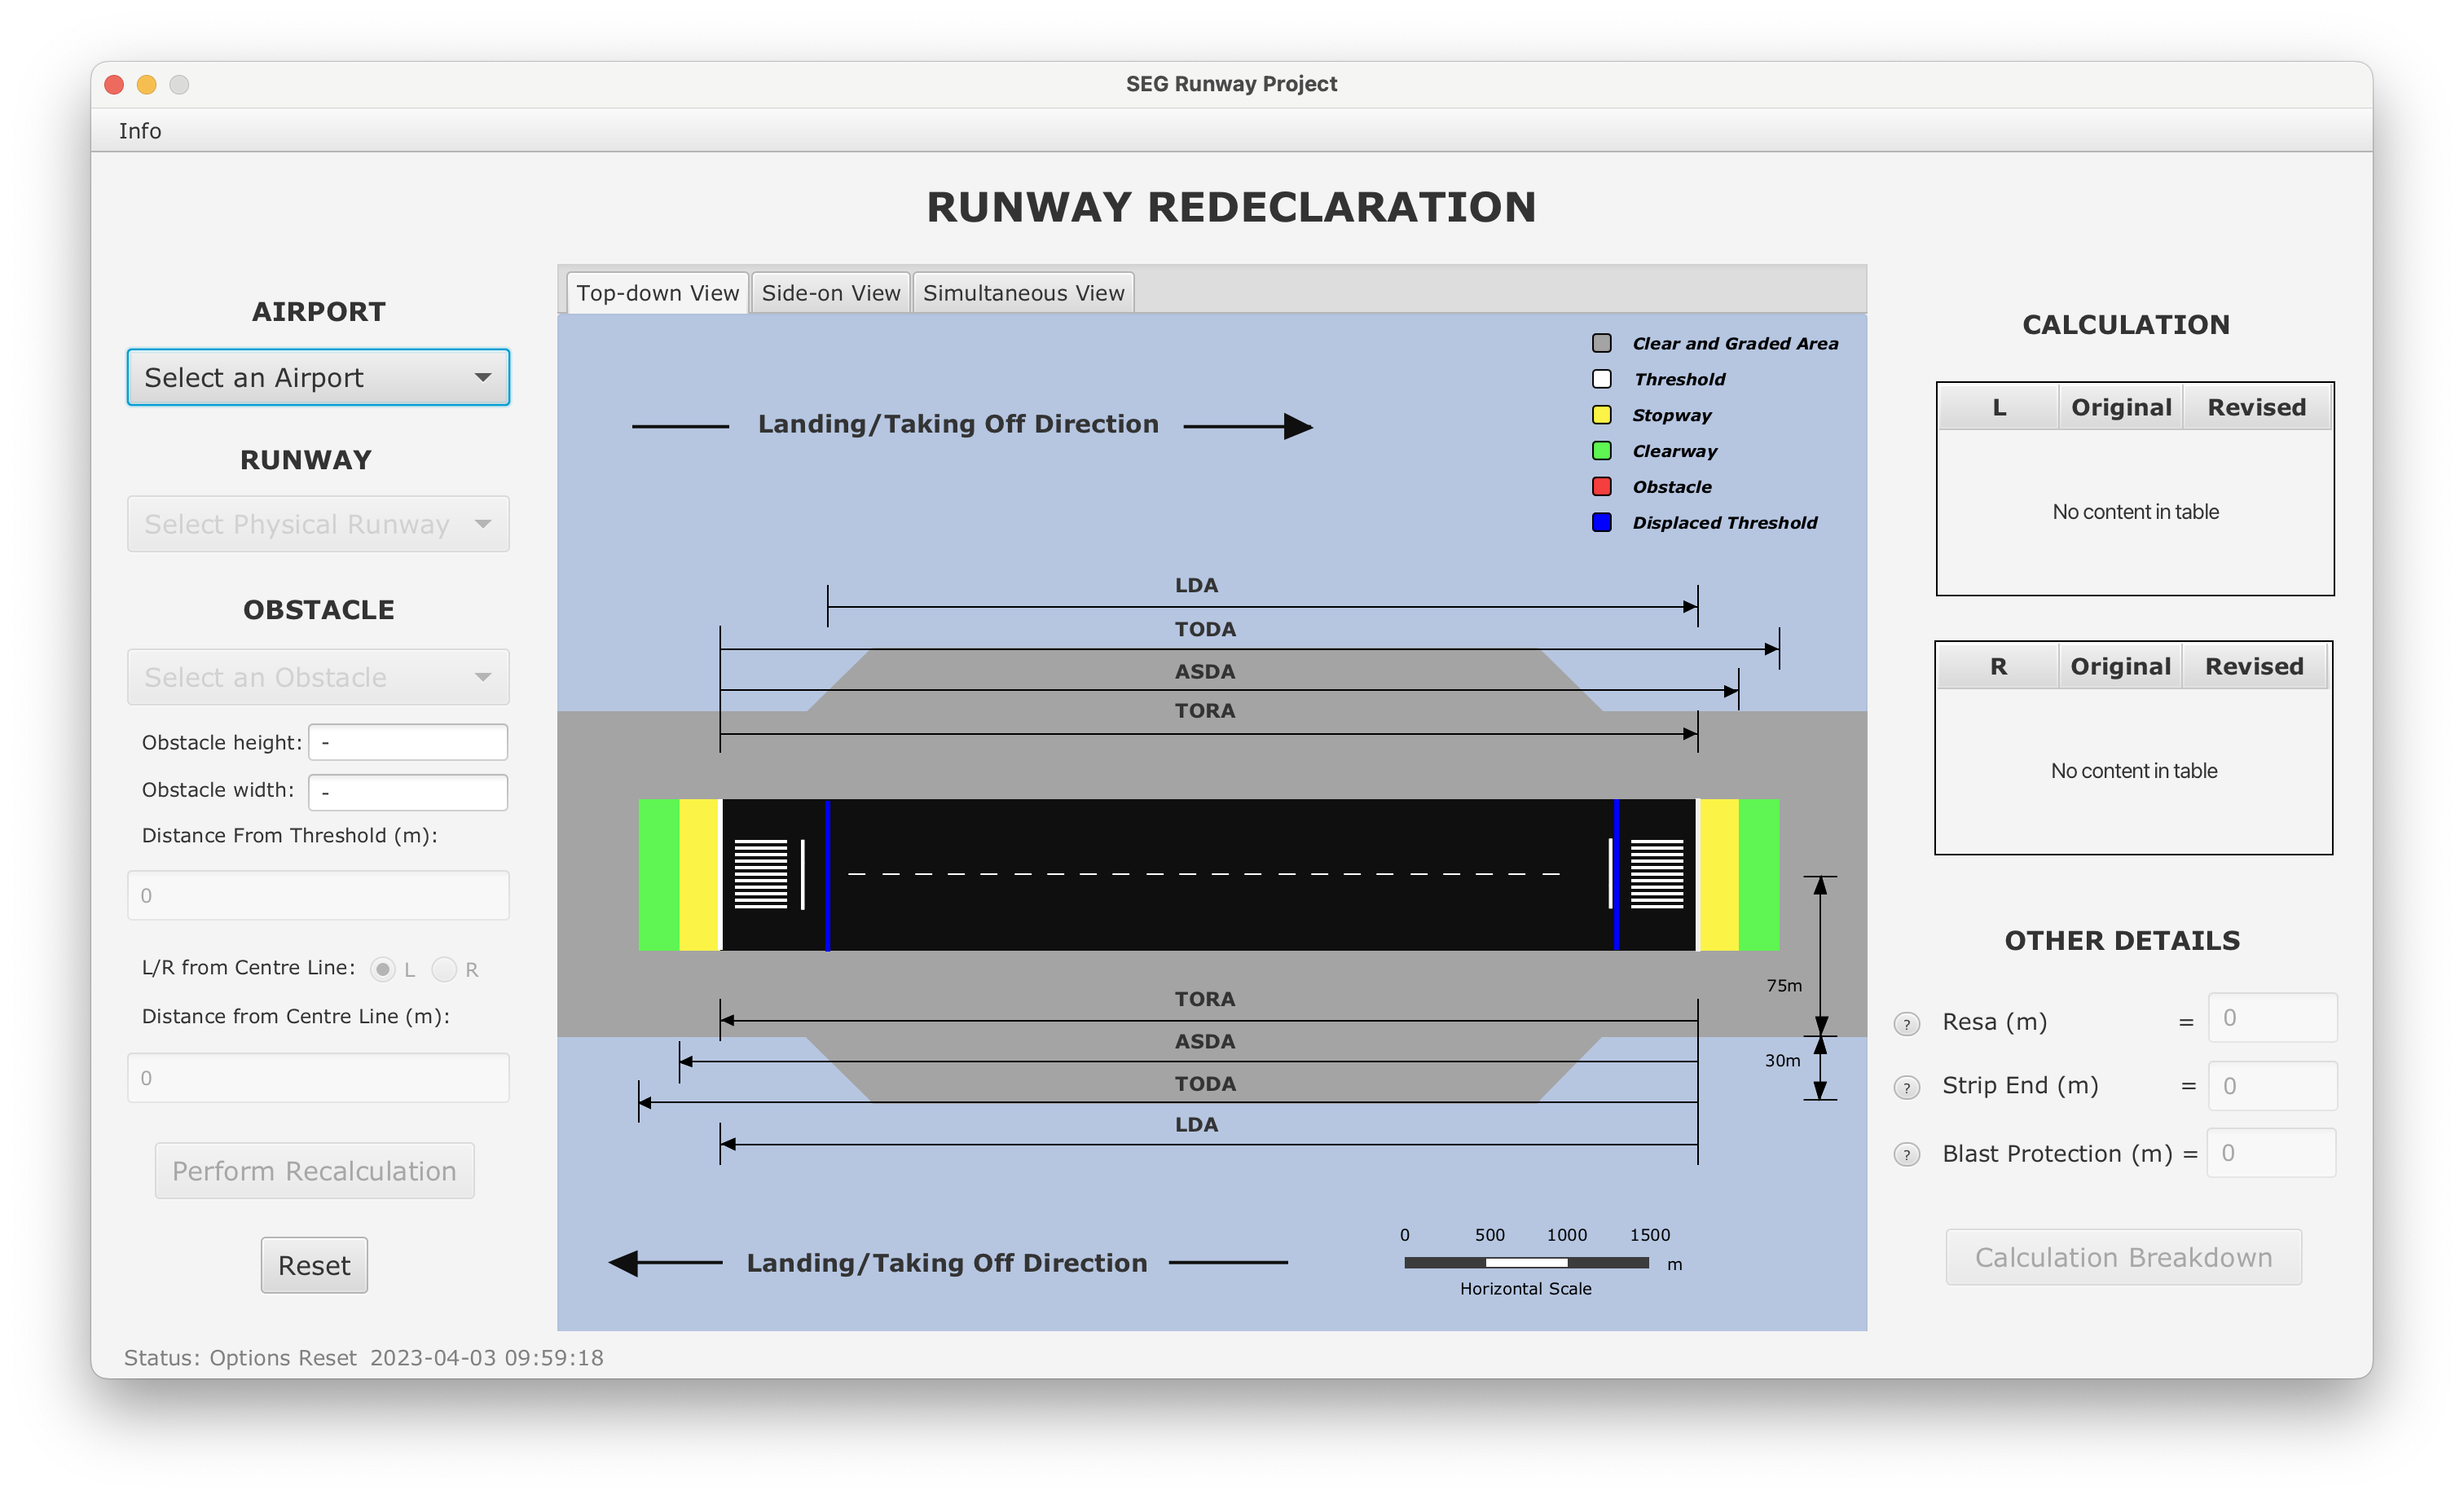 SEG Runway Project
Info
RUNWAY REDECLARATION
AIRPORT
Select an Airport
RUNWAY
Select Physical Runway
OBSTACLE
Select an Obstacle
Obstacle height: -
Obstacle width: -
Distance From Threshold (m):
0
L/R from Centre Line: L R
Distance from Centre Line (m):
0
Perform Recalculation
Reset
Status: Options Reset 2023-04-03 09:59:18
Top-down View Side-on View Simultaneous View
Clear and Graded Area
Threshold
Stopway
Clearway
Obstacle
Displaced Threshold
Landing/Taking Off Direction
LDA
TODA
ASDA
TORA
75m
30m
TORA
ASDA
TODA
LDA
Landing/Taking Off Direction
0 500 1000 1500
m
Horizontal Scale
CALCULATION
L Original Revised
No content in table
R Original Revised
No content in table
OTHER DETAILS
? Resa (m) = 0
? Strip End (m) = 0
? Blast Protection (m) = 0
Calculation Breakdown